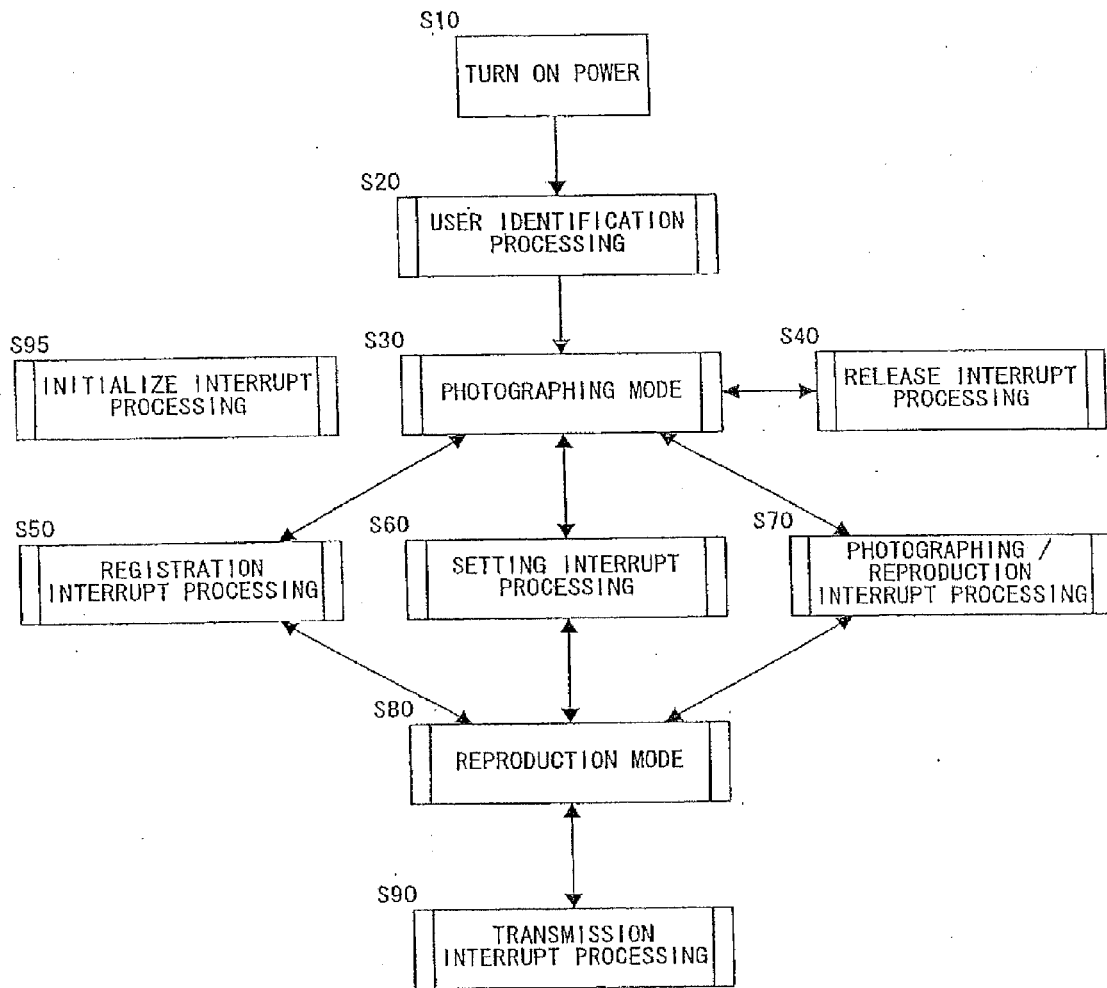 S10
TURN ON POWER
S20
USER IDENTIFICATION
PROCESSING
S95
INITIALIZE INTERRUPT
PROCESSING
S30
PHOTOGRAPHING MODE
S40
RELEASE INTERRUPT
PROCESSING
S50
REGISTRATION
INTERRUPT PROCESSING
S60
SETTING INTERRUPT
PROCESSING
S70
PHOTOGRAPHING /
REPRODUCTION
INTERRUPT PROCESSING
S80
REPRODUCTION MODE
S90
TRANSMISSION
INTERRUPT PROCESSING